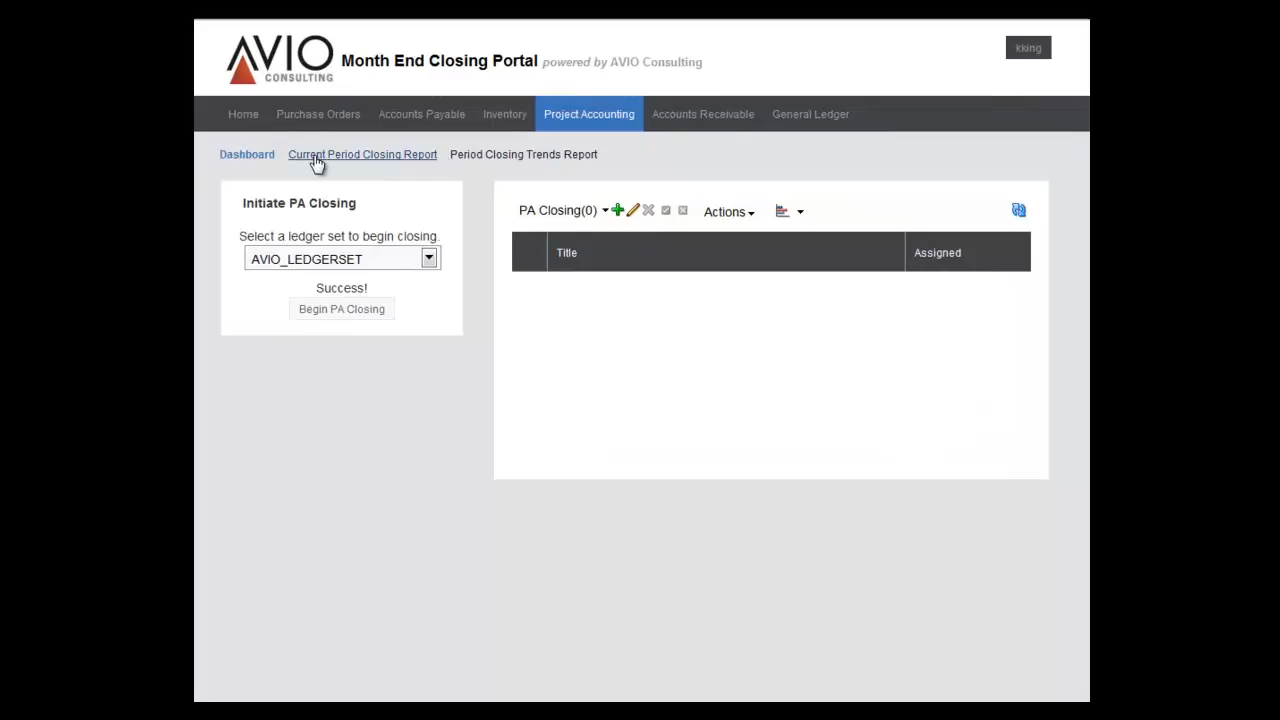 AVIO
CONSULTING
Month End Closing Portal powered by AVIO Consulting
kking
Home Purchase Orders Accounts Payable Inventory Project Accounting Accounts Receivable General Ledger
Dashboard Current Period Closing Report Period Closing Trends Report
Initiate PA Closing
Select a ledger set to begin closing.
AVIO_LEDGERSET
Success!
Begin PA Closing
PA Closing(0) Actions
Title Assigned